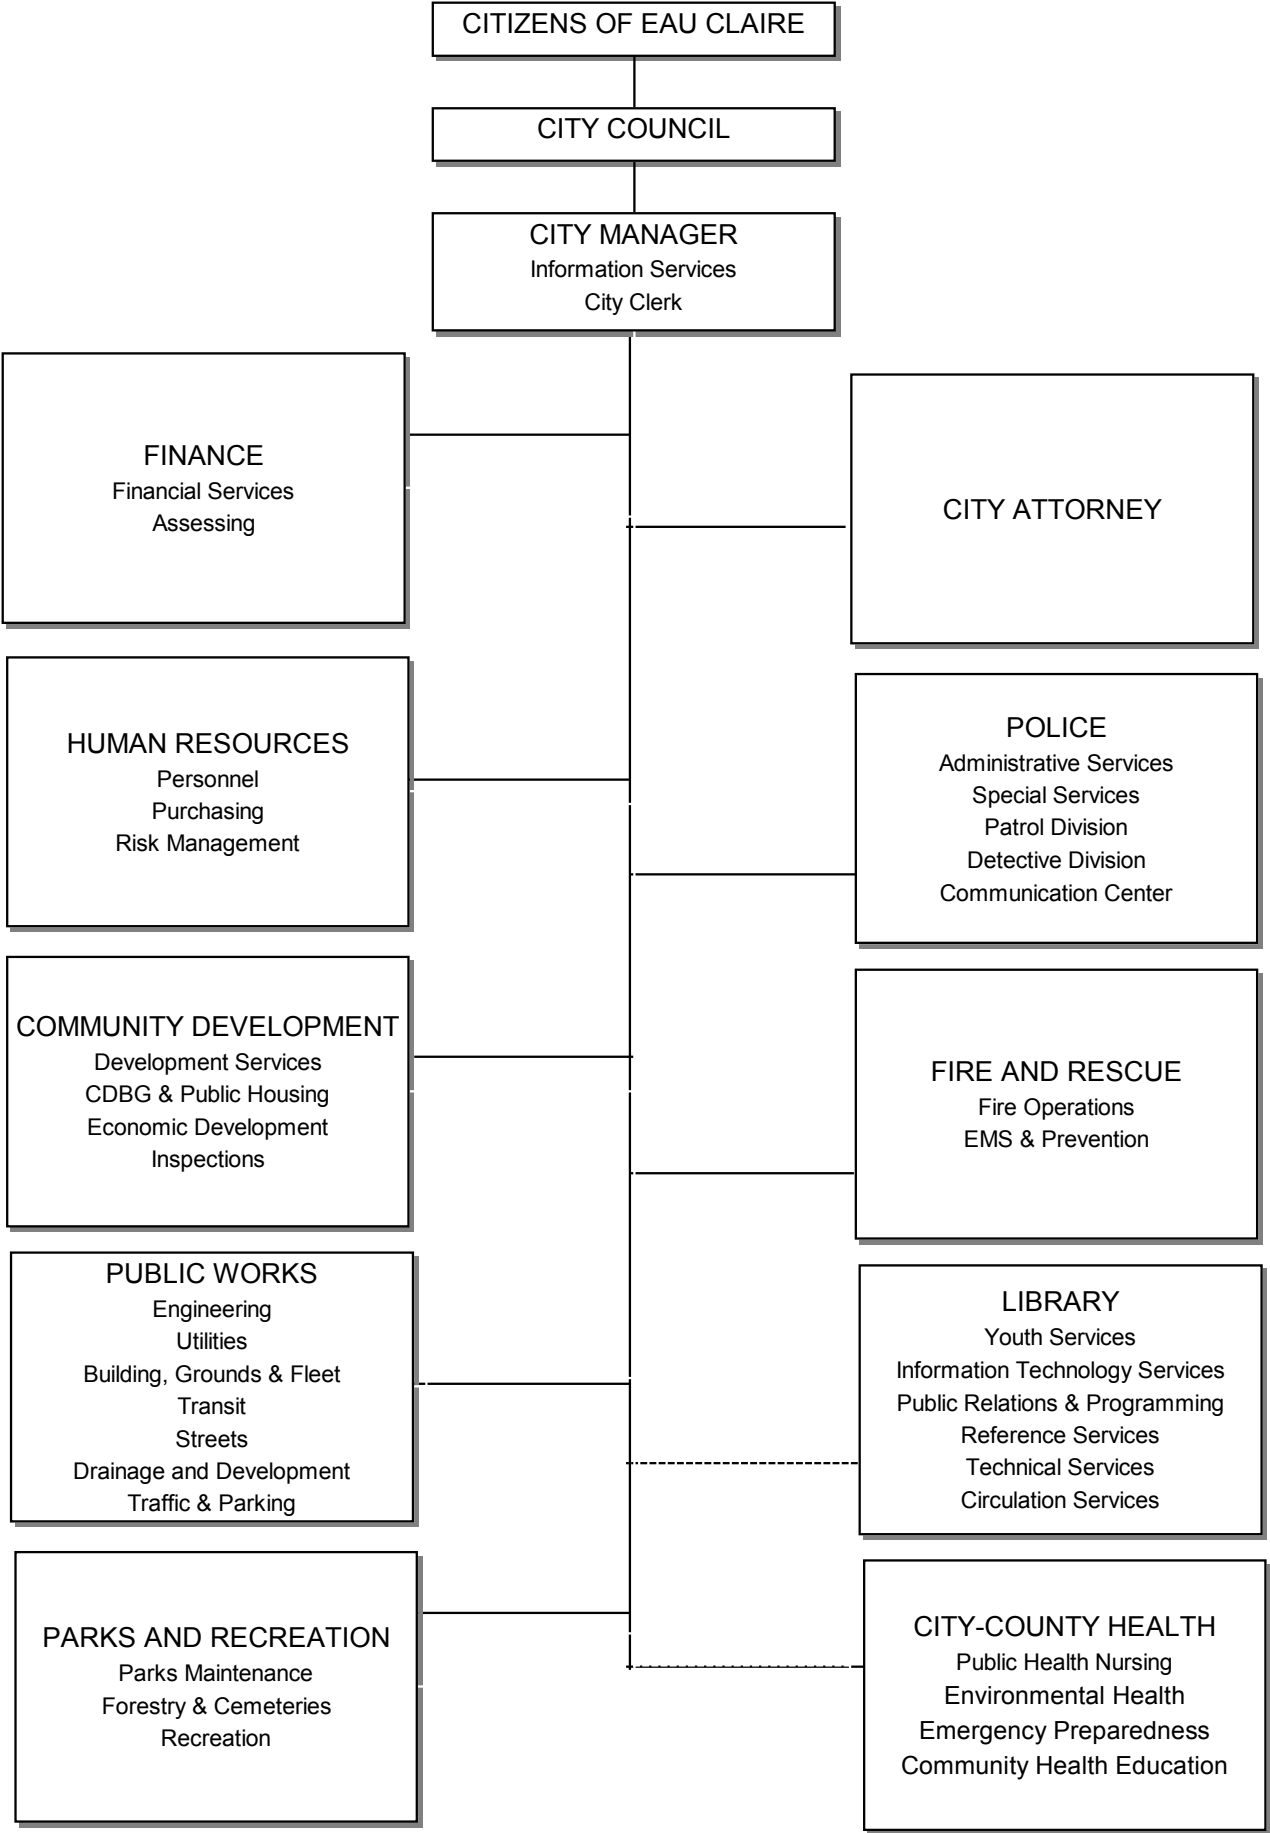 CITIZENS OF EAU CLAIRE
CITY COUNCIL
CITY MANAGER
Information Services
City Clerk
FINANCE
Financial Services
Assessing
CITY ATTORNEY
HUMAN RESOURCES
Personnel
Purchasing
Risk Management
POLICE
Administrative Services
Special Services
Patrol Division
Detective Division
Communication Center
COMMUNITY DEVELOPMENT
Development Services
CDBG & Public Housing
Economic Development
Inspections
FIRE AND RESCUE
Fire Operations
EMS & Prevention
PUBLIC WORKS
Engineering
Utilities
Building, Grounds & Fleet
Transit
Streets
Drainage and Development
Traffic & Parking
LIBRARY
Youth Services
Information Technology Services
Public Relations & Programming
Reference Services
Technical Services
Circulation Services
PARKS AND RECREATION
Parks Maintenance
Forestry & Cemeteries
Recreation
CITY-COUNTY HEALTH
Public Health Nursing
Environmental Health
Emergency Preparedness
Community Health Education